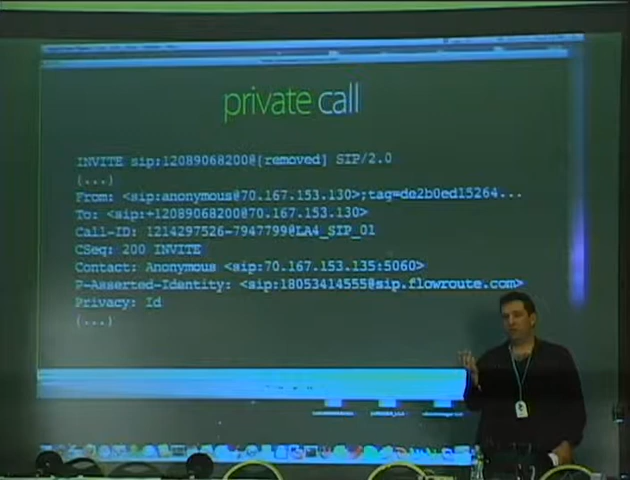 private call
INVITE sip:12089068200@[removed] SIP/2.0
(...)
From: <sip:anonymous@70.167.153.130>;tag=de2b0ed15264...
To: <sip:+12089068200@70.167.153.130>
Call-ID: 1214297526-7947799@LA4_SIP_01
CSeq: 200 INVITE
Contact: Anonymous <sip:70.167.153.135:5060>
P-Asserted-Identity: <sip:18053414555@sip.flowroute.com>
Privacy: Id
(...)